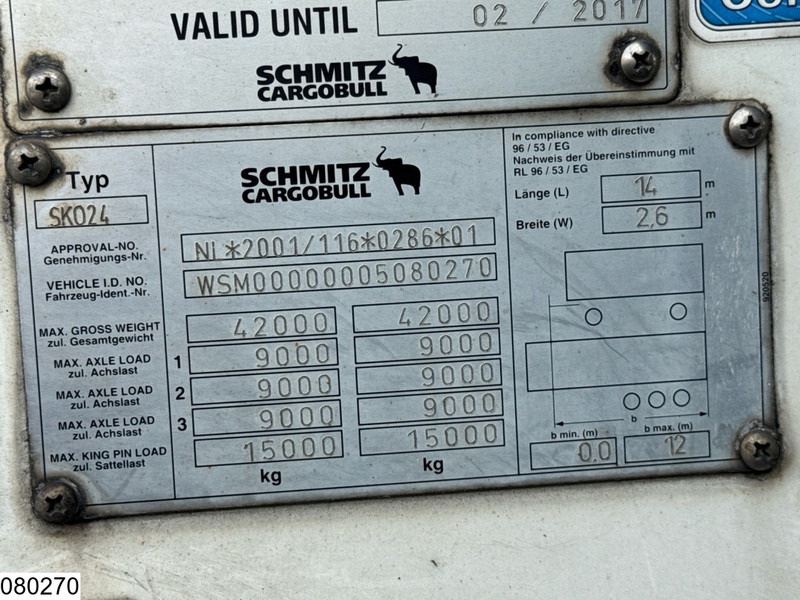 VALID UNTIL 02 / 2017
SCHMITZ
CARGOBULL
Typ
SKO24
SCHMITZ
CARGOBULL
In compliance with directive
96 / 53 / EG
Nachweis der Übereinstimmung mit
RL 96 / 53 / EG
Länge (L) 14 m
Breite (W) 2,6 m
APPROVAL-NO.
Genehmigungs-Nr.
NL*2001/116*0286*01
VEHICLE I.D. NO.
Fahrzeug-Ident.-Nr.
WSM00000005080270
MAX. GROSS WEIGHT
zul. Gesamtgewicht
42000 42000
MAX. AXLE LOAD
zul. Achslast
1 9000 9000
MAX. AXLE LOAD
zul. Achslast
2 9000 9000
MAX. AXLE LOAD
zul. Achslast
3 9000 9000
MAX. KING PIN LOAD
zul. Sattellast
15000 15000
kg kg
b
b min. (m) b max. (m)
0.0 12
920520
080270